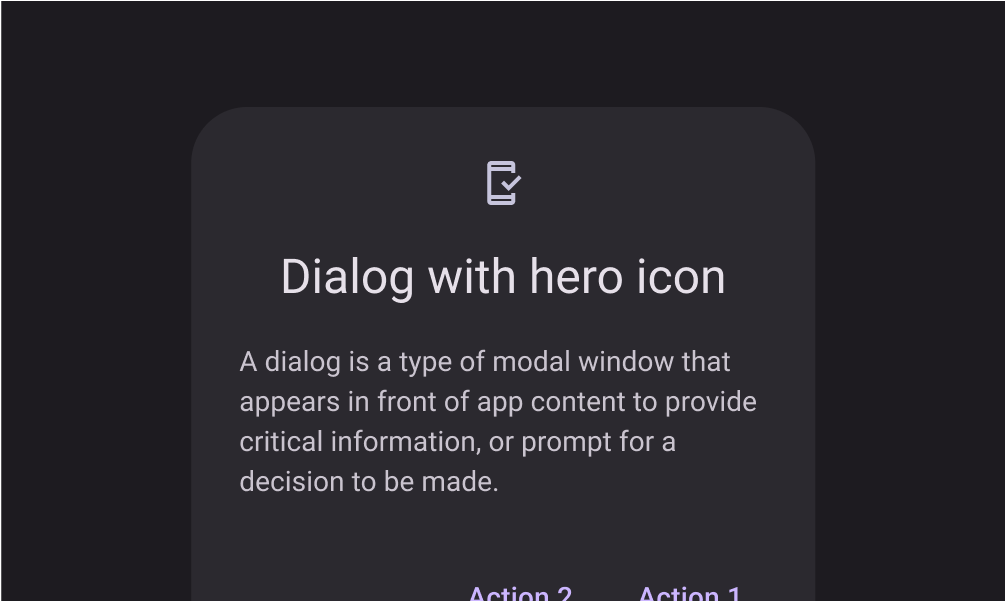 Dialog with hero icon
A dialog is a type of modal window that
appears in front of app content to provide
critical information, or prompt for a
decision to be made.
Action 2 Action 1